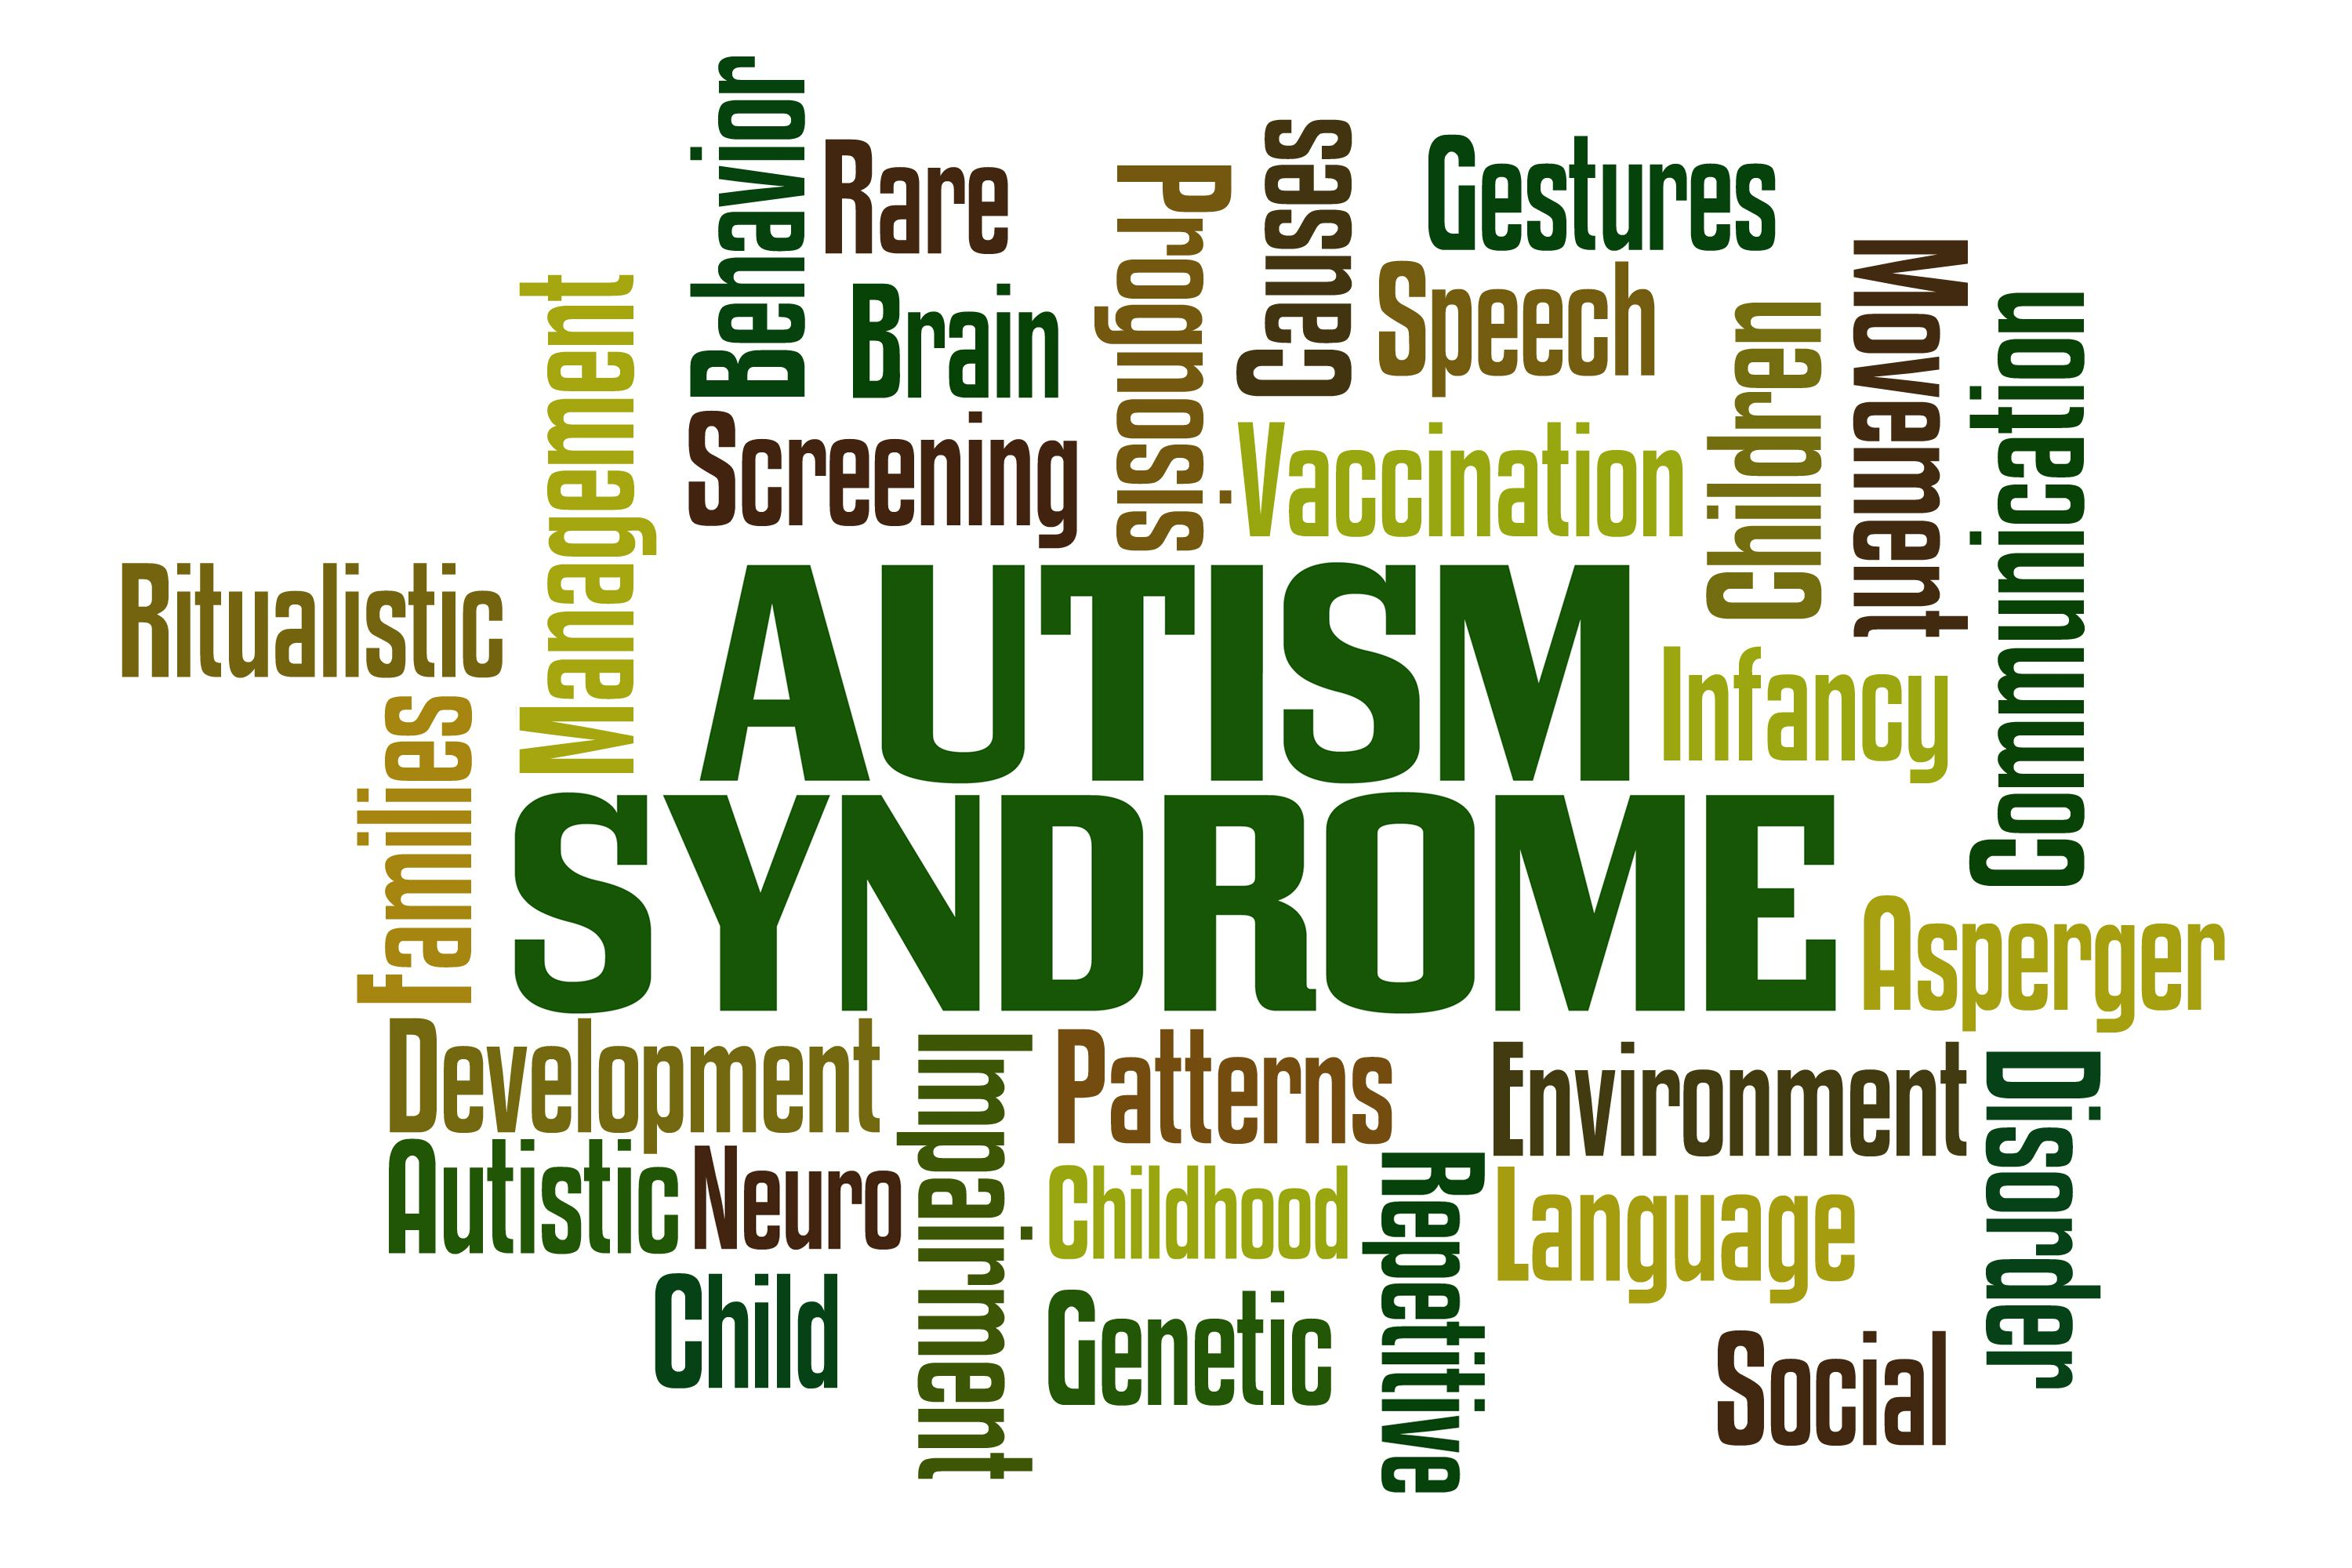 Behavior
Rare
Prognosis
Causes
Gestures
Movement
Management
Brain
Speech
Children
Communication
Screening
Vaccination
Ritualistic
AUTISM
Infancy
Families
SYNDROME
Asperger
Development
Impairment
Patterns
Environment
Disorder
Autistic
Neuro
Childhood
Repetitive
Language
Child
Genetic
Social